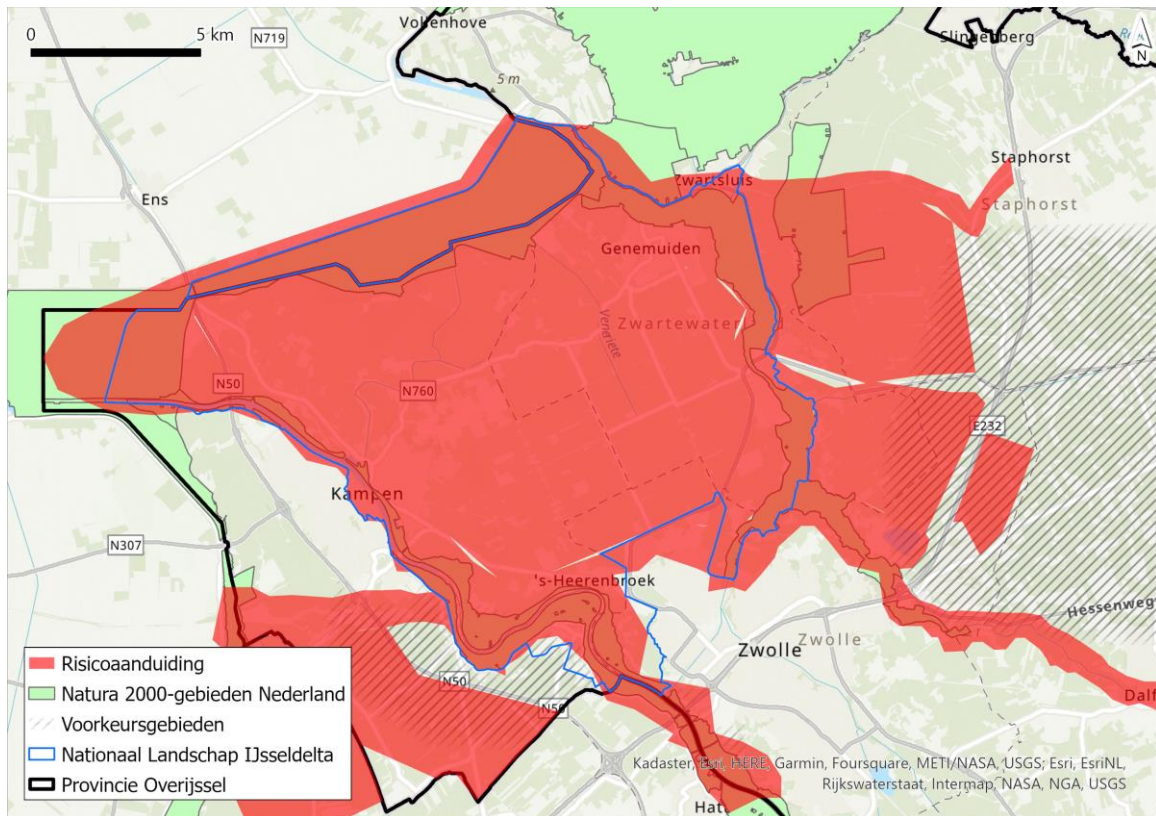 Vollenhove
0 5 km
N719
Slingenberg
N
5 m
Staphorst
Zwartsluis
Ens
Staphorst
Genemuiden
Zwartewater
Venriete
N50
N760
E232
Kampen
N307
's-Heerenbroek
Hessenweg
Zwolle
Zwolle
N50
N50
Dalf
Risicoaanduiding
Natura 2000-gebieden Nederland
Voorkeursgebieden
Nationaal Landschap IJsseldelta
Provincie Overijssel
Kadaster, Esri, HERE, Garmin, Foursquare, METI/NASA, USGS; Esri, EsriNL,
Rijkswaterstaat, Intermap, NASA, NGA, USGS
Hatt